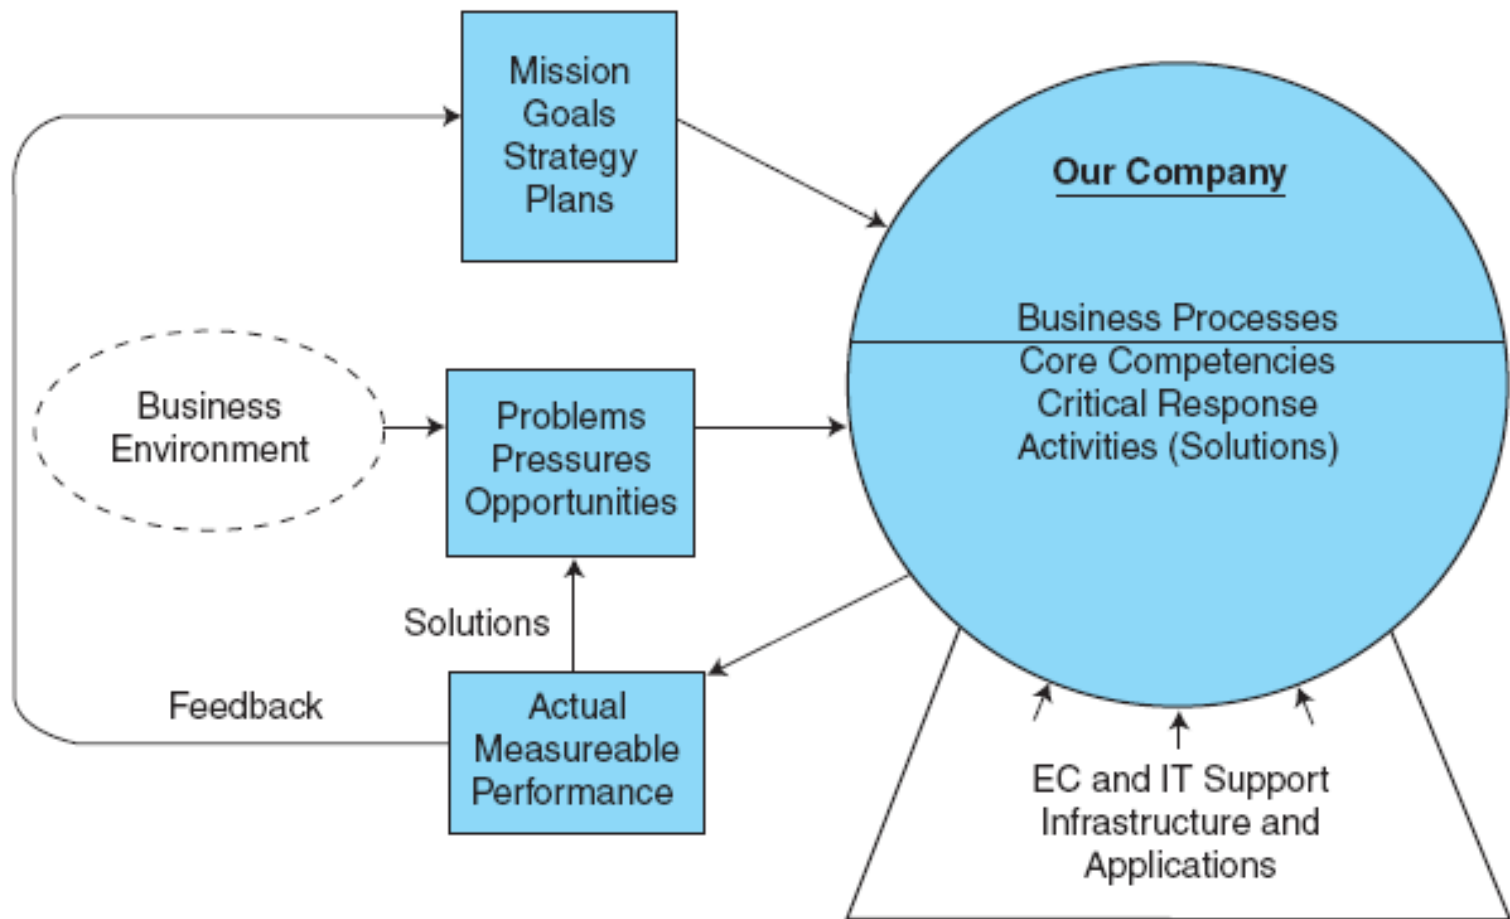 Mission
Goals
Strategy
Plans
Our Company
Business Processes
Core Competencies
Critical Response
Activities (Solutions)
Business
Environment
Problems
Pressures
Opportunities
Solutions
Feedback
Actual
Measureable
Performance
EC and IT Support
Infrastructure and
Applications